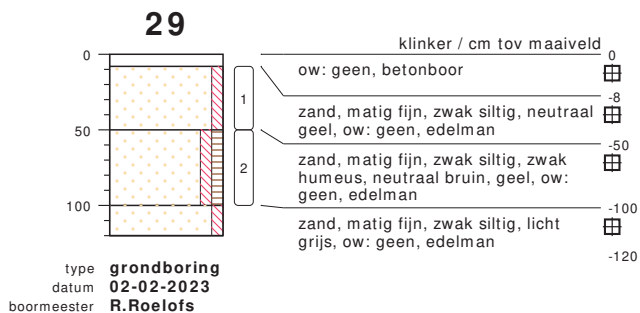 29
klinker / cm tov maaiveld
0
0
ow: geen, betonboor
-8
1
zand, matig fijn, zwak siltig, neutraal
geel, ow: geen, edelman
50
-50
2
zand, matig fijn, zwak siltig, zwak
humeus, neutraal bruin, geel, ow:
geen, edelman
100
-100
zand, matig fijn, zwak siltig, licht
grijs, ow: geen, edelman
-120
type grondboring
datum 02-02-2023
boormeester R.Roelofs